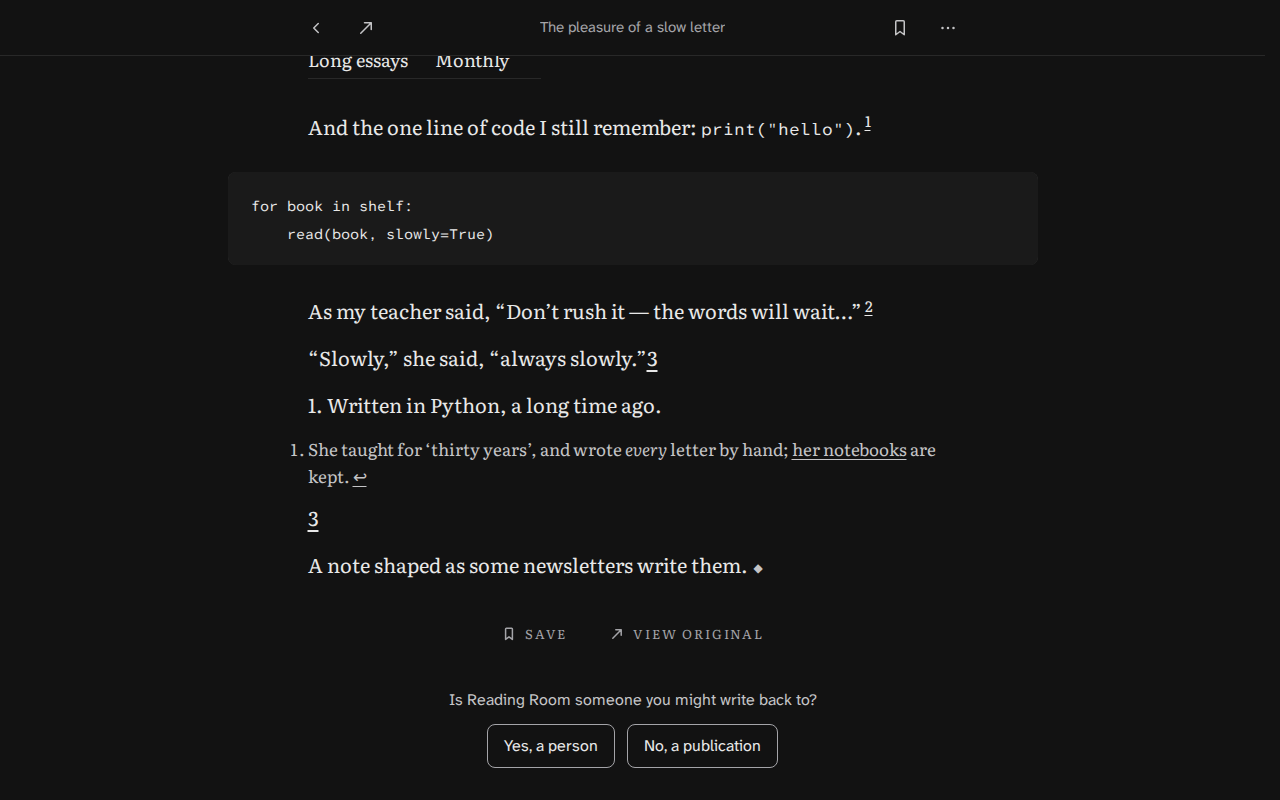 The pleasure of a slow letter
Long essays Monthly
And the one line of code I still remember: print("hello").1
for book in shelf:
    read(book, slowly=True)
As my teacher said, “Don’t rush it — the words will wait…” 2
“Slowly,” she said, “always slowly.”3
1. Written in Python, a long time ago.
1. She taught for ‘thirty years’, and wrote every letter by hand; her notebooks are
kept. ↩
3
A note shaped as some newsletters write them. ◆
SAVE VIEW ORIGINAL
Is Reading Room someone you might write back to?
Yes, a person No, a publication